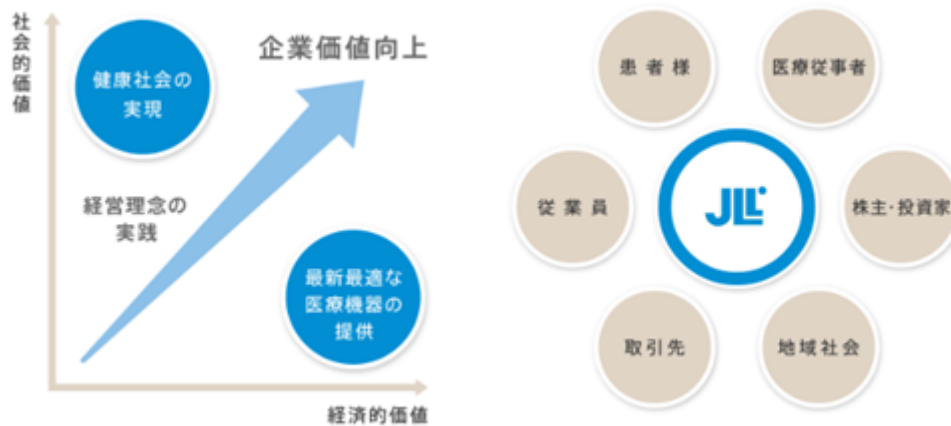 社会的価値
健康社会の
実現
企業価値向上
経営理念の
実践
最新最適な
医療機器の
提供
経済的価値
患者様
医療従事者
従業員
JLL
株主・投資家
取引先
地域社会